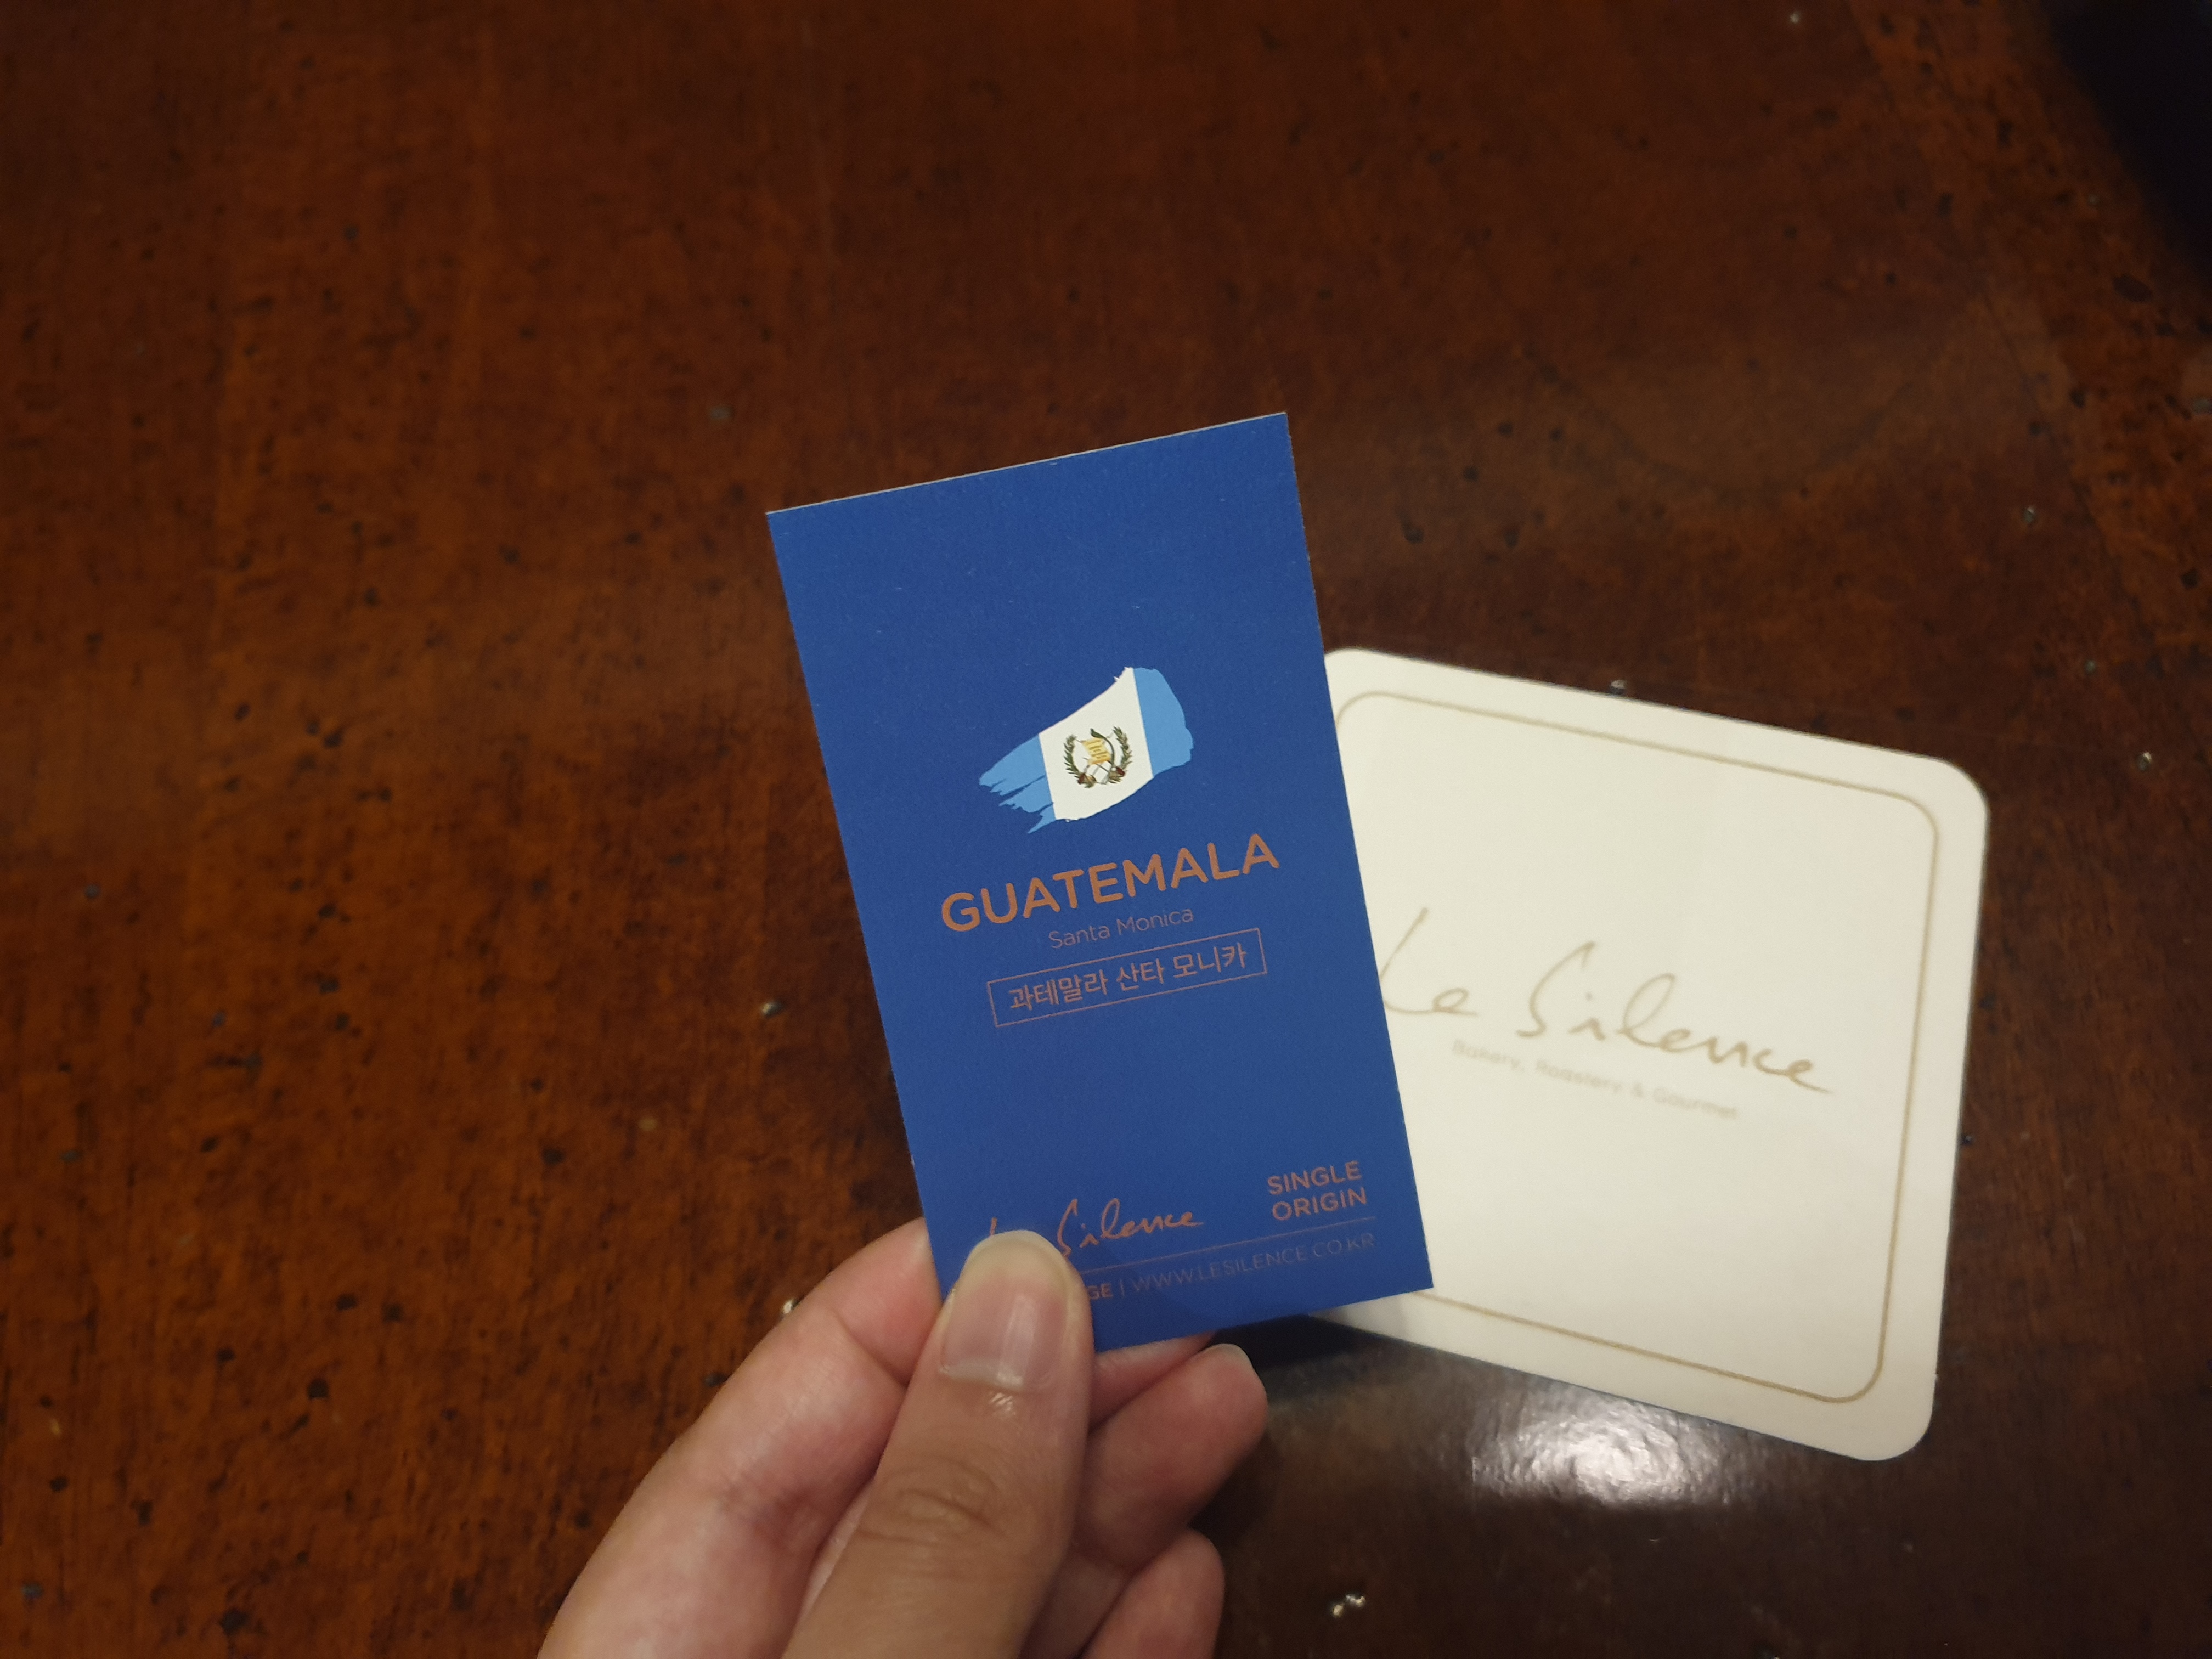 GUATEMALA
Santa Monica
과테말라 산타 모니카
Le Silence
SINGLE
ORIGIN
| WWW.LESILENCE.CO.KR
Le Silence
Bakery, Roastery & Gourmet